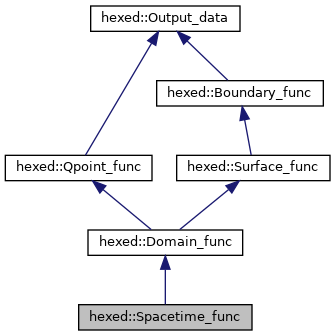 hexed::Output_data
hexed::Boundary_func
hexed::Qpoint_func
hexed::Surface_func
hexed::Domain_func
hexed::Spacetime_func